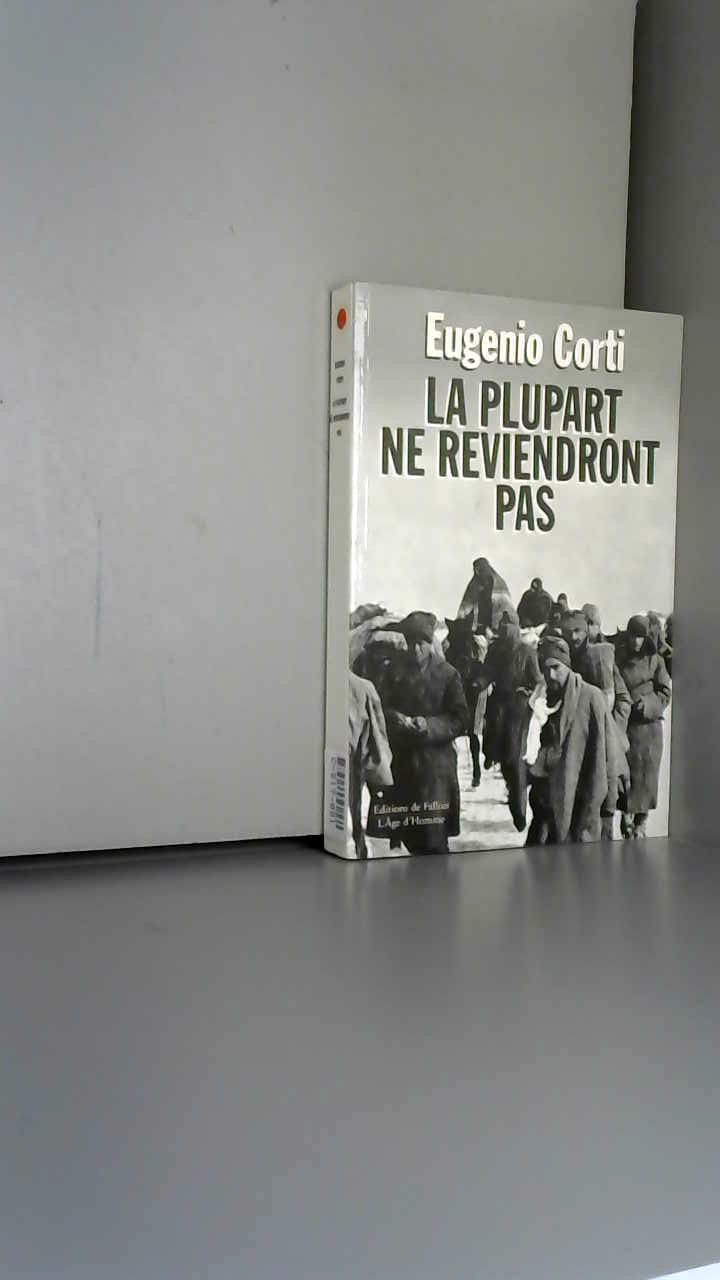 Eugenio Corti
LA PLUPART
NE REVIENDRONT
PAS
Editions de Fallois
L'Âge d'Homme